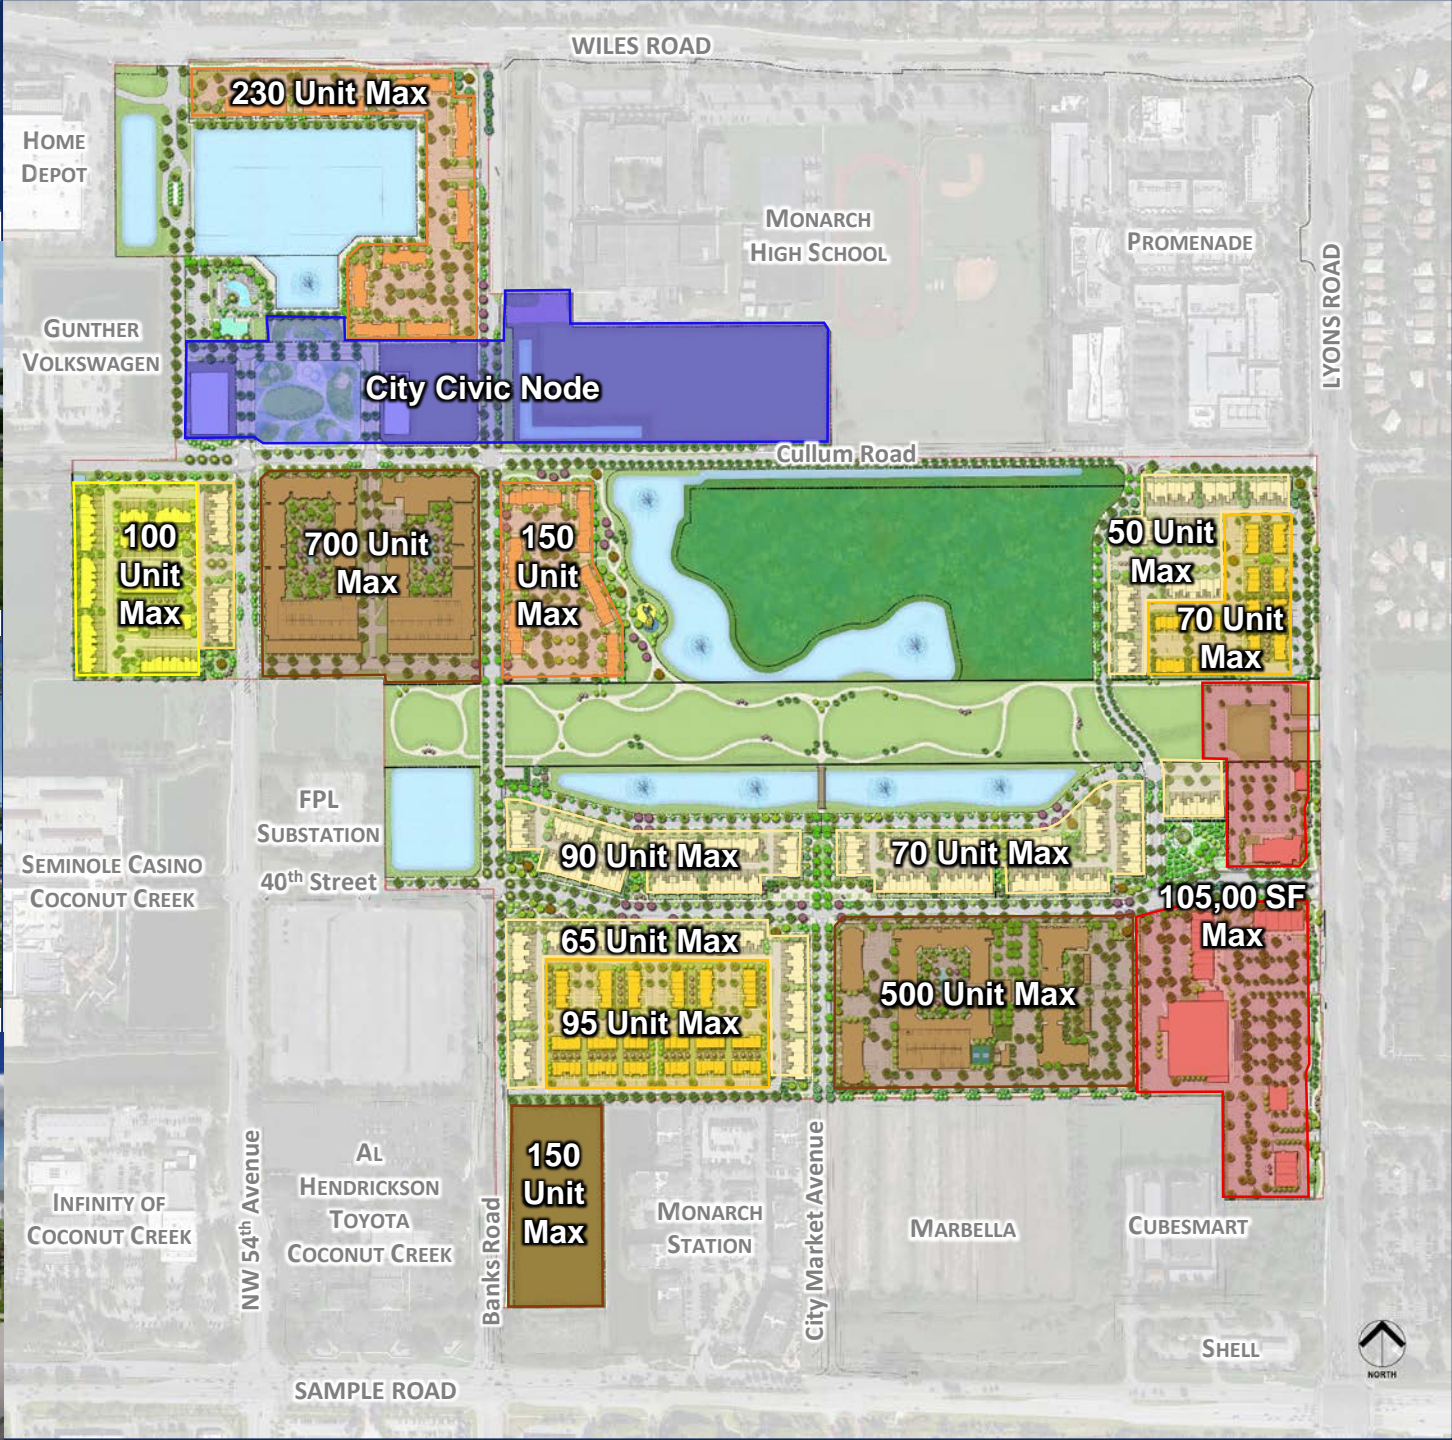 WILES ROAD
230 Unit Max
HOME
DEPOT
MONARCH
HIGH SCHOOL
PROMENADE
LYONS ROAD
GUNTHER
VOLKSWAGEN
City Civic Node
Cullum Road
100
Unit
Max
700 Unit
Max
150
Unit
Max
50 Unit
Max
70 Unit
Max
FPL
SUBSTATION
40th Street
SEMINOLE CASINO
COCONUT CREEK
90 Unit Max
70 Unit Max
105,00 SF
Max
65 Unit Max
95 Unit Max
500 Unit Max
150
Unit
Max
NW 54th Avenue
AL
HENDRICKSON
TOYOTA
COCONUT CREEK
INFINITY OF
COCONUT CREEK
Banks Road
MONARCH
STATION
City Market Avenue
MARBELLA
CUBESMART
SHELL
NORTH
SAMPLE ROAD